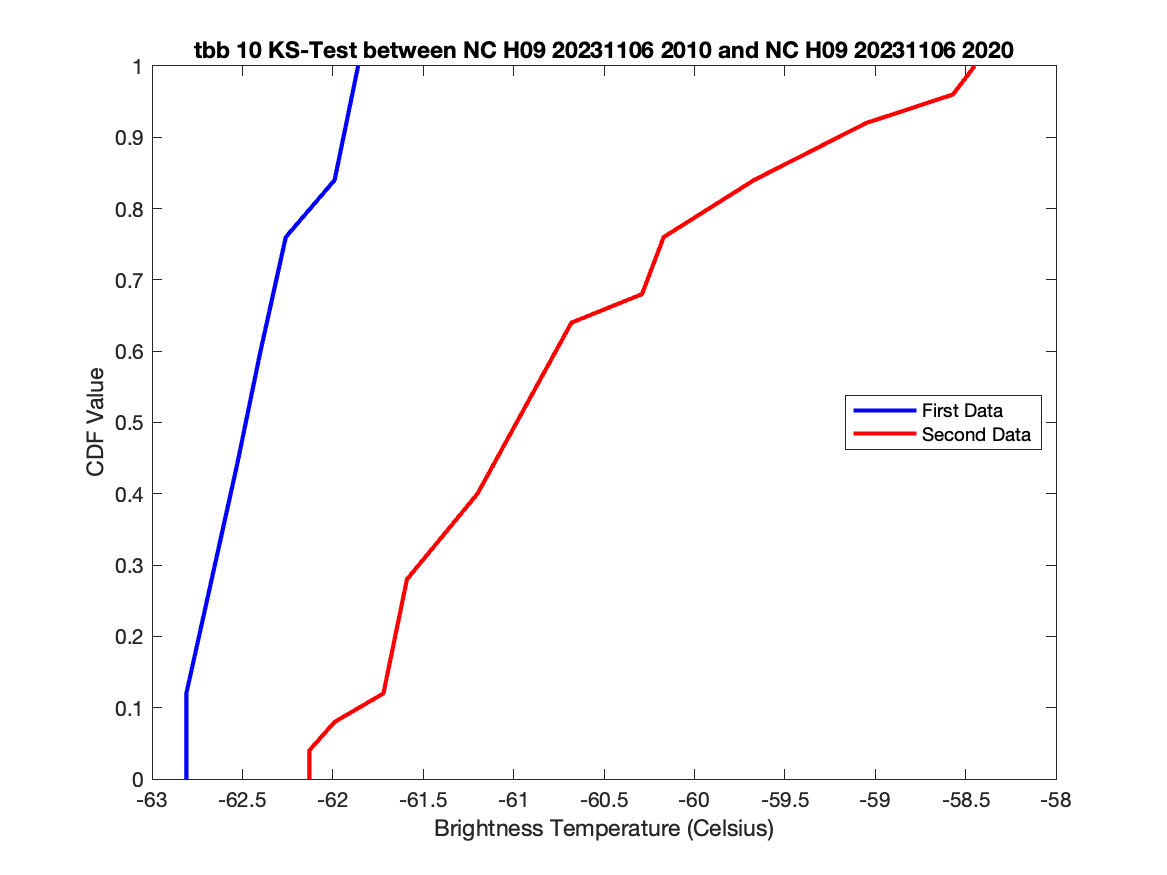 tbb 10 KS-Test between NC H09 20231106 2010 and NC H09 20231106 2020
1
0.9
0.8
0.7
0.6
0.5
0.4
0.3
0.2
0.1
0
CDF Value
First Data
Second Data
-63 -62.5 -62 -61.5 -61 -60.5 -60 -59.5 -59 -58.5 -58
Brightness Temperature (Celsius)